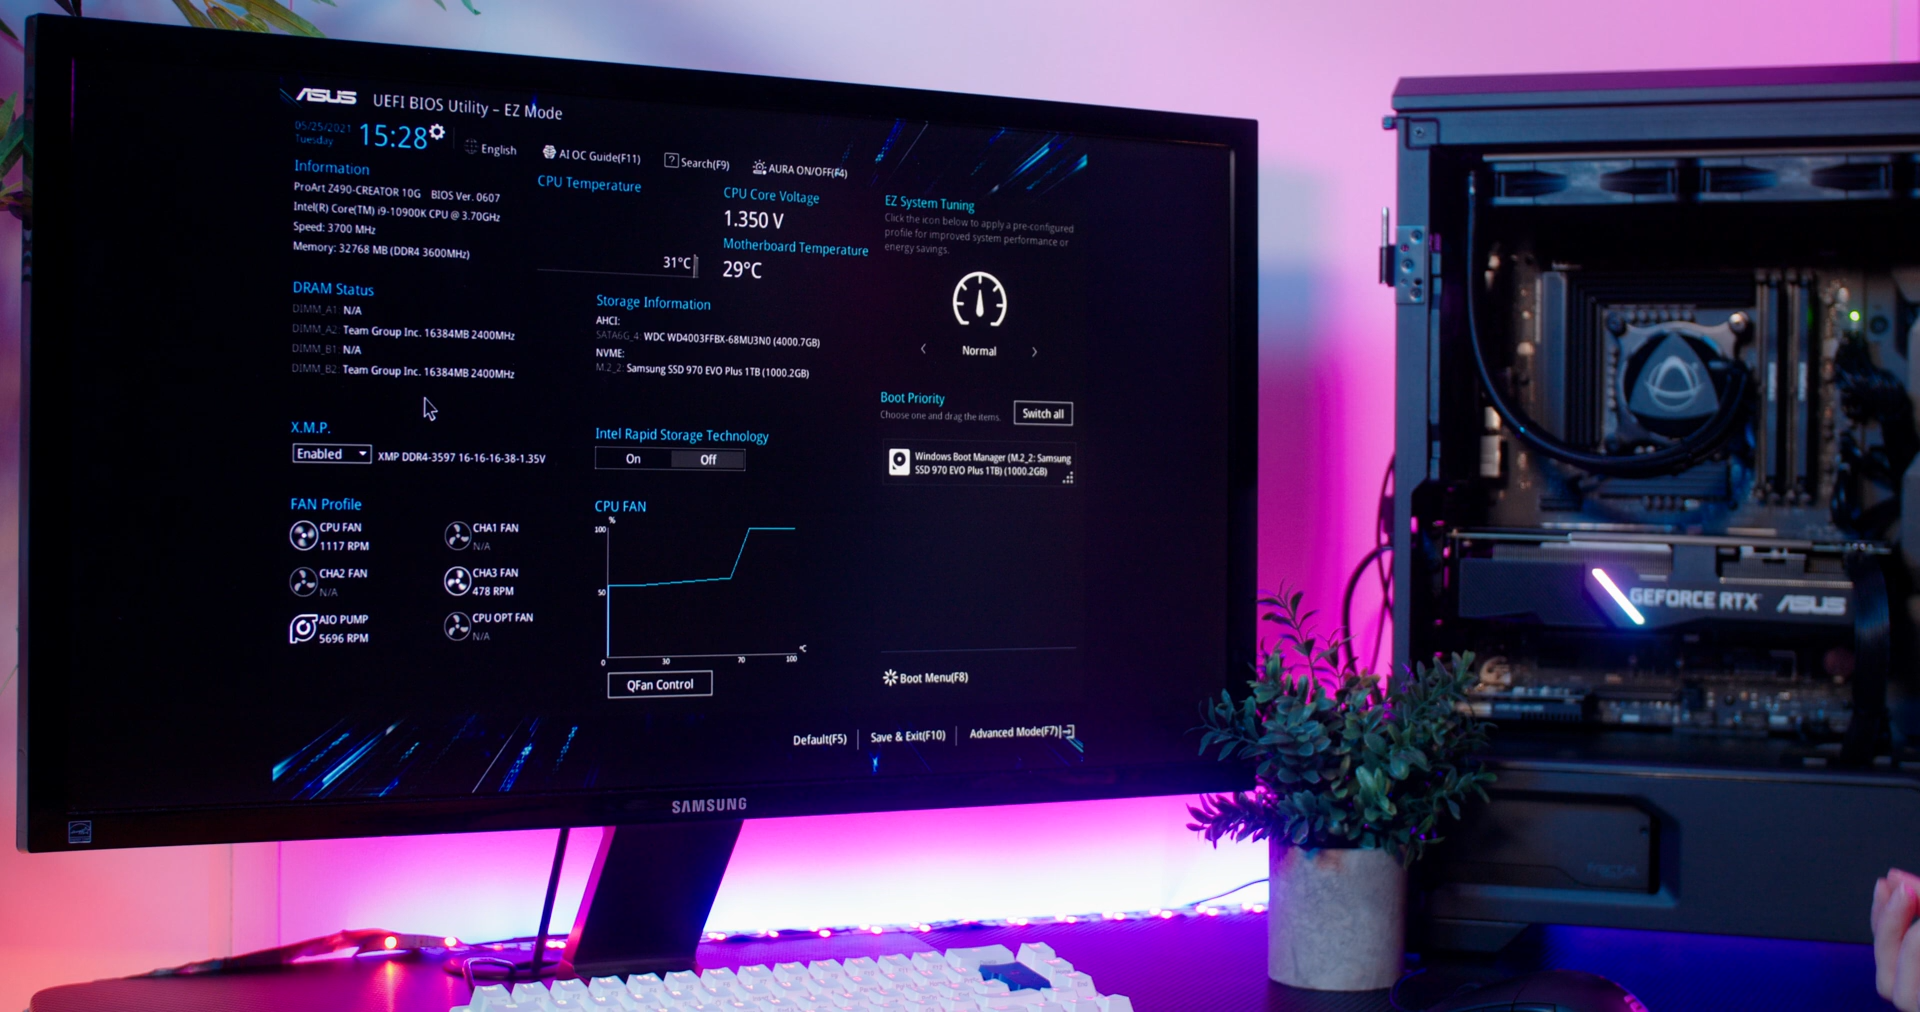 ASUS UEFI BIOS Utility – EZ Mode
05/25/2021
Tuesday
15:28
English
AI OC Guide(F11)
? Search(F9)
AURA ON/OFF(F4)
Information
ProArt Z490-CREATOR 10G BIOS Ver. 0607
Intel(R) Core(TM) i9-10900K CPU @ 3.70GHz
Speed: 3700 MHz
Memory: 32768 MB (DDR4 3600MHz)
CPU Temperature
31°C
CPU Core Voltage
1.350 V
Motherboard Temperature
29°C
EZ System Tuning
Click the icon below to apply a pre-configured
profile for improved system performance or
energy savings.
Normal
DRAM Status
DIMM_A1: N/A
DIMM_A2: Team Group Inc. 16384MB 2400MHz
DIMM_B1: N/A
DIMM_B2: Team Group Inc. 16384MB 2400MHz
Storage Information
AHCI:
SATA6G_4: WDC WD4003FFBX-68MU3N0 (4000.7GB)
NVME:
M.2_2: Samsung SSD 970 EVO Plus 1TB (1000.2GB)
X.M.P.
Enabled
XMP DDR4-3597 16-16-16-38-1.35V
Intel Rapid Storage Technology
On Off
Boot Priority
Choose one and drag the items.
Switch all
Windows Boot Manager (M.2_2: Samsung
SSD 970 EVO Plus 1TB) (1000.2GB)
FAN Profile
CPU FAN
1117 RPM
CHA1 FAN
N/A
CHA2 FAN
N/A
CHA3 FAN
478 RPM
AIO PUMP
5696 RPM
CPU OPT FAN
N/A
CPU FAN
%
100
50
0 30 70 100
°C
QFan Control
Boot Menu(F8)
Default(F5)
Save & Exit(F10)
Advanced Mode(F7)
SAMSUNG
GEFORCE RTX ASUS